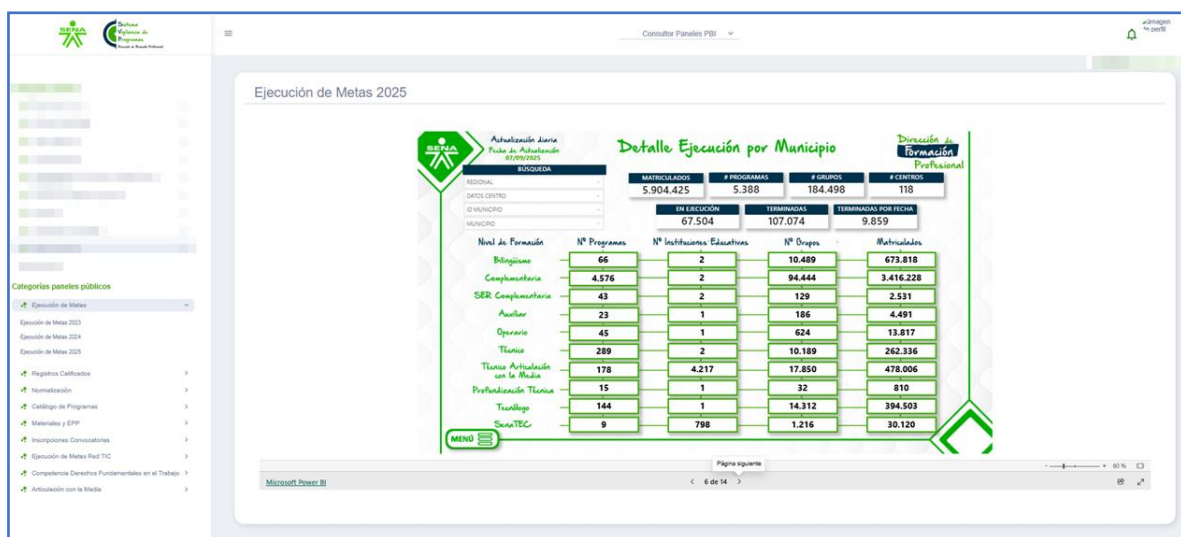 SENA
Sistema
Vigilancia de
Programas
Consultor Paneles PBI
Imagen
de perfil
Categorías paneles públicos
Ejecución de Metas
Ejecución de Metas 2023
Ejecución de Metas 2024
Ejecución de Metas 2025
Registros Calificados
Normalización
Catálogo de Programas
Materiales y EPP
Inscripciones Convocatorias
Ejecución de Metas Red TIC
Competencia Derechos Fundamentales en el Trabajo
Articulación con la Media
Ejecución de Metas 2025
SENA
Actualización diaria
Fecha de Actualización
07/09/2025
Detalle Ejecución por Municipio
Dirección de
Formación
Profesional
BÚSQUEDA
REGIONAL
DATOS CENTRO
ID MUNICIPIO
MUNICIPIO
MATRICULADOS # PROGRAMAS # GRUPOS # CENTROS
5.904.425 5.388 184.498 118
EN EJECUCIÓN TERMINADAS TERMINADAS POR FECHA
67.504 107.074 9.859
Nivel de Formación Nº Programas Nº Instituciones Educativas Nº Grupos Matriculados
Bilingüismo 66 2 10.489 673.818
Complementaria 4.576 2 94.444 3.416.228
SER Complementaria 43 2 129 2.531
Auxiliar 23 1 186 4.491
Operario 45 1 624 13.817
Técnico 289 2 10.189 262.336
Técnico Articulación
con la Media 178 4.217 17.850 478.006
Profundización Técnica 15 1 32 810
Tecnólogo 144 1 14.312 394.503
SenaTEC 9 798 1.216 30.120
MENÚ
Página siguiente
- + 60 %
Microsoft Power BI
< 6 de 14 >